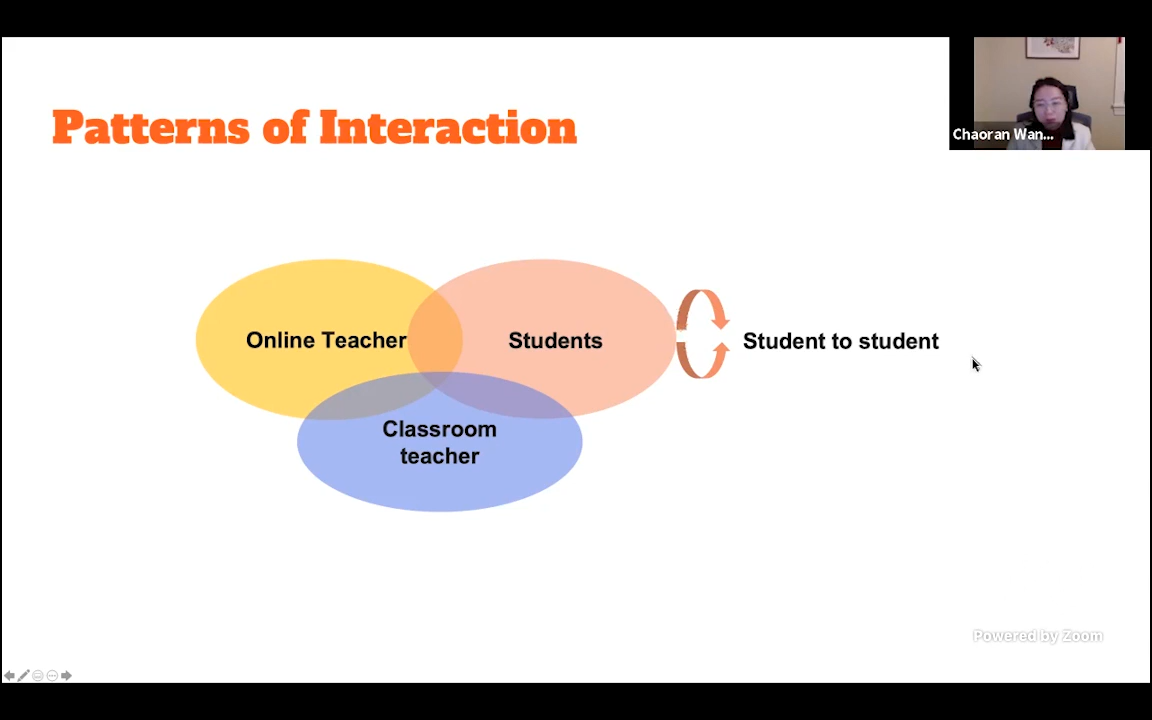 Patterns of Interaction
Chaoran Wan...
Online Teacher
Students
Student to student
Classroom
teacher
Powered by Zoom